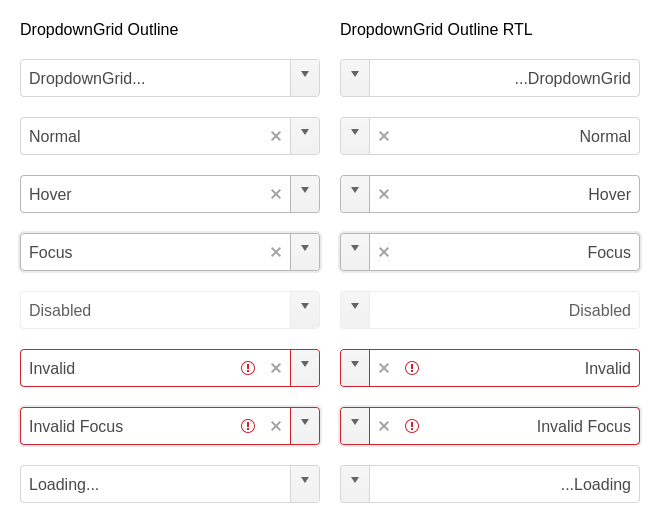 DropdownGrid Outline
DropdownGrid Outline RTL
DropdownGrid...
...DropdownGrid
Normal
Normal
Hover
Hover
Focus
Focus
Disabled
Disabled
Invalid
Invalid
Invalid Focus
Invalid Focus
Loading...
...Loading